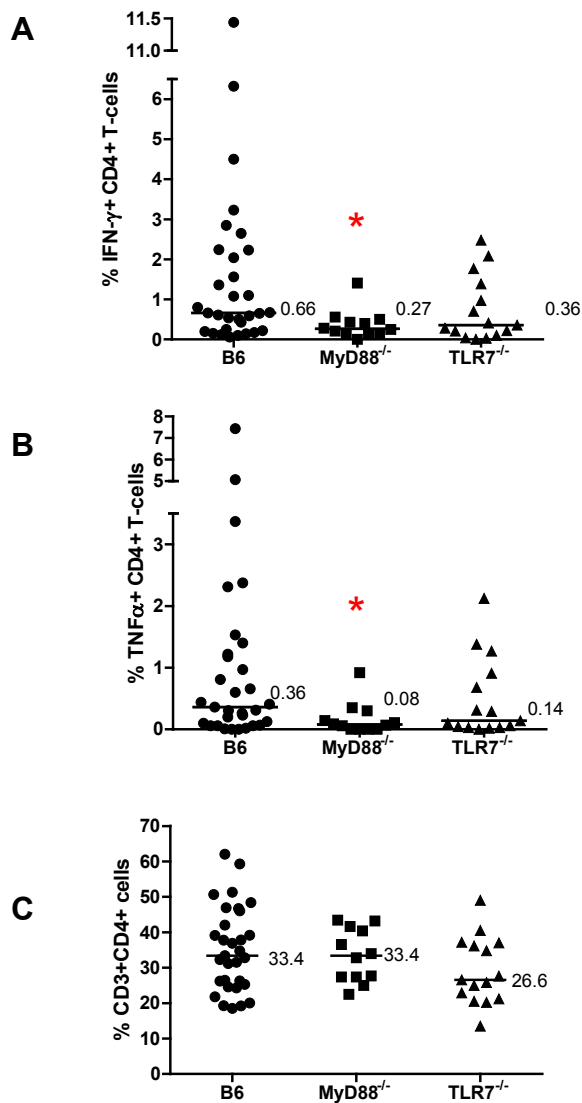 A
% IFN-γ+ CD4+ T-cells
11.5
11.0
6
5
4
3
2
1
0
*
0.66
0.27
0.36
B6
MyD88-/-
TLR7-/-
B
% TNFα+ CD4+ T-cells
8
7
6
5
3
2
1
0
*
0.36
0.08
0.14
B6
MyD88-/-
TLR7-/-
C
% CD3+CD4+ cells
70
60
50
40
30
20
10
0
33.4
33.4
26.6
B6
MyD88-/-
TLR7-/-